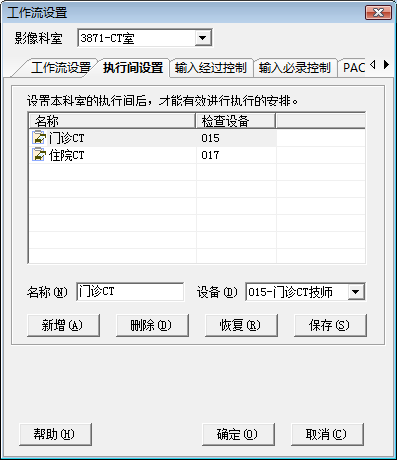 工作流设置
影像科室 3871-CT室
工作流设置 执行间设置 输入经过控制 输入必录控制 PAC
设置本科室的执行间后，才能有效进行执行的安排。
名称 检查设备
门诊CT 015
住院CT 017
名称(N) 门诊CT 设备(D) 015-门诊CT技师
新增(A) 删除(D) 恢复(R) 保存(S)
帮助(H) 确定(O) 取消(C)